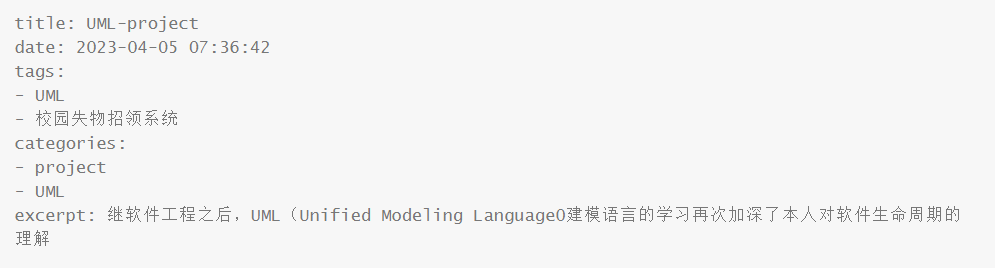 title: UML-project
date: 2023-04-05 07:36:42
tags:
- UML
- 校园失物招领系统
categories:
- project
- UML
excerpt: 继软件工程之后，UML（Unified Modeling Language0建模语言的学习再次加深了本人对软件生命周期的
理解